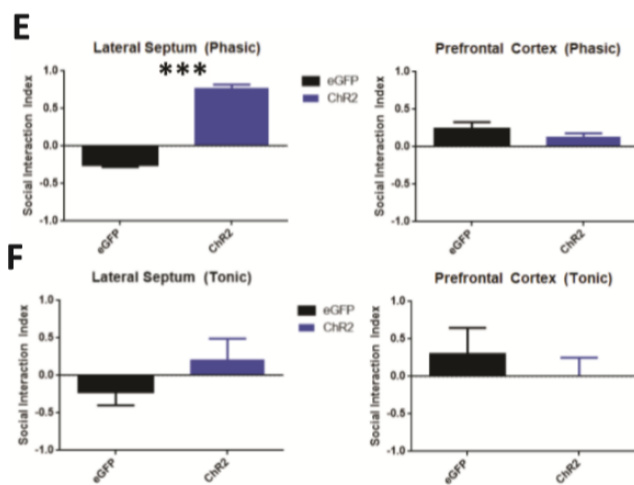 E
Lateral Septum (Phasic)
Prefrontal Cortex (Phasic)
***
eGFP
ChR2
Social Interaction Index
1.0
0.5
0.0
-0.5
-1.0
eGFP
ChR2
Social Interaction Index
1.0
0.5
0.0
-0.5
-1.0
eGFP
ChR2
F
Lateral Septum (Tonic)
Prefrontal Cortex (Tonic)
eGFP
ChR2
Social Interaction Index
1.0
0.5
0.0
-0.5
-1.0
eGFP
ChR2
Social Interaction Index
1.0
0.5
0.0
-0.5
-1.0
eGFP
ChR2